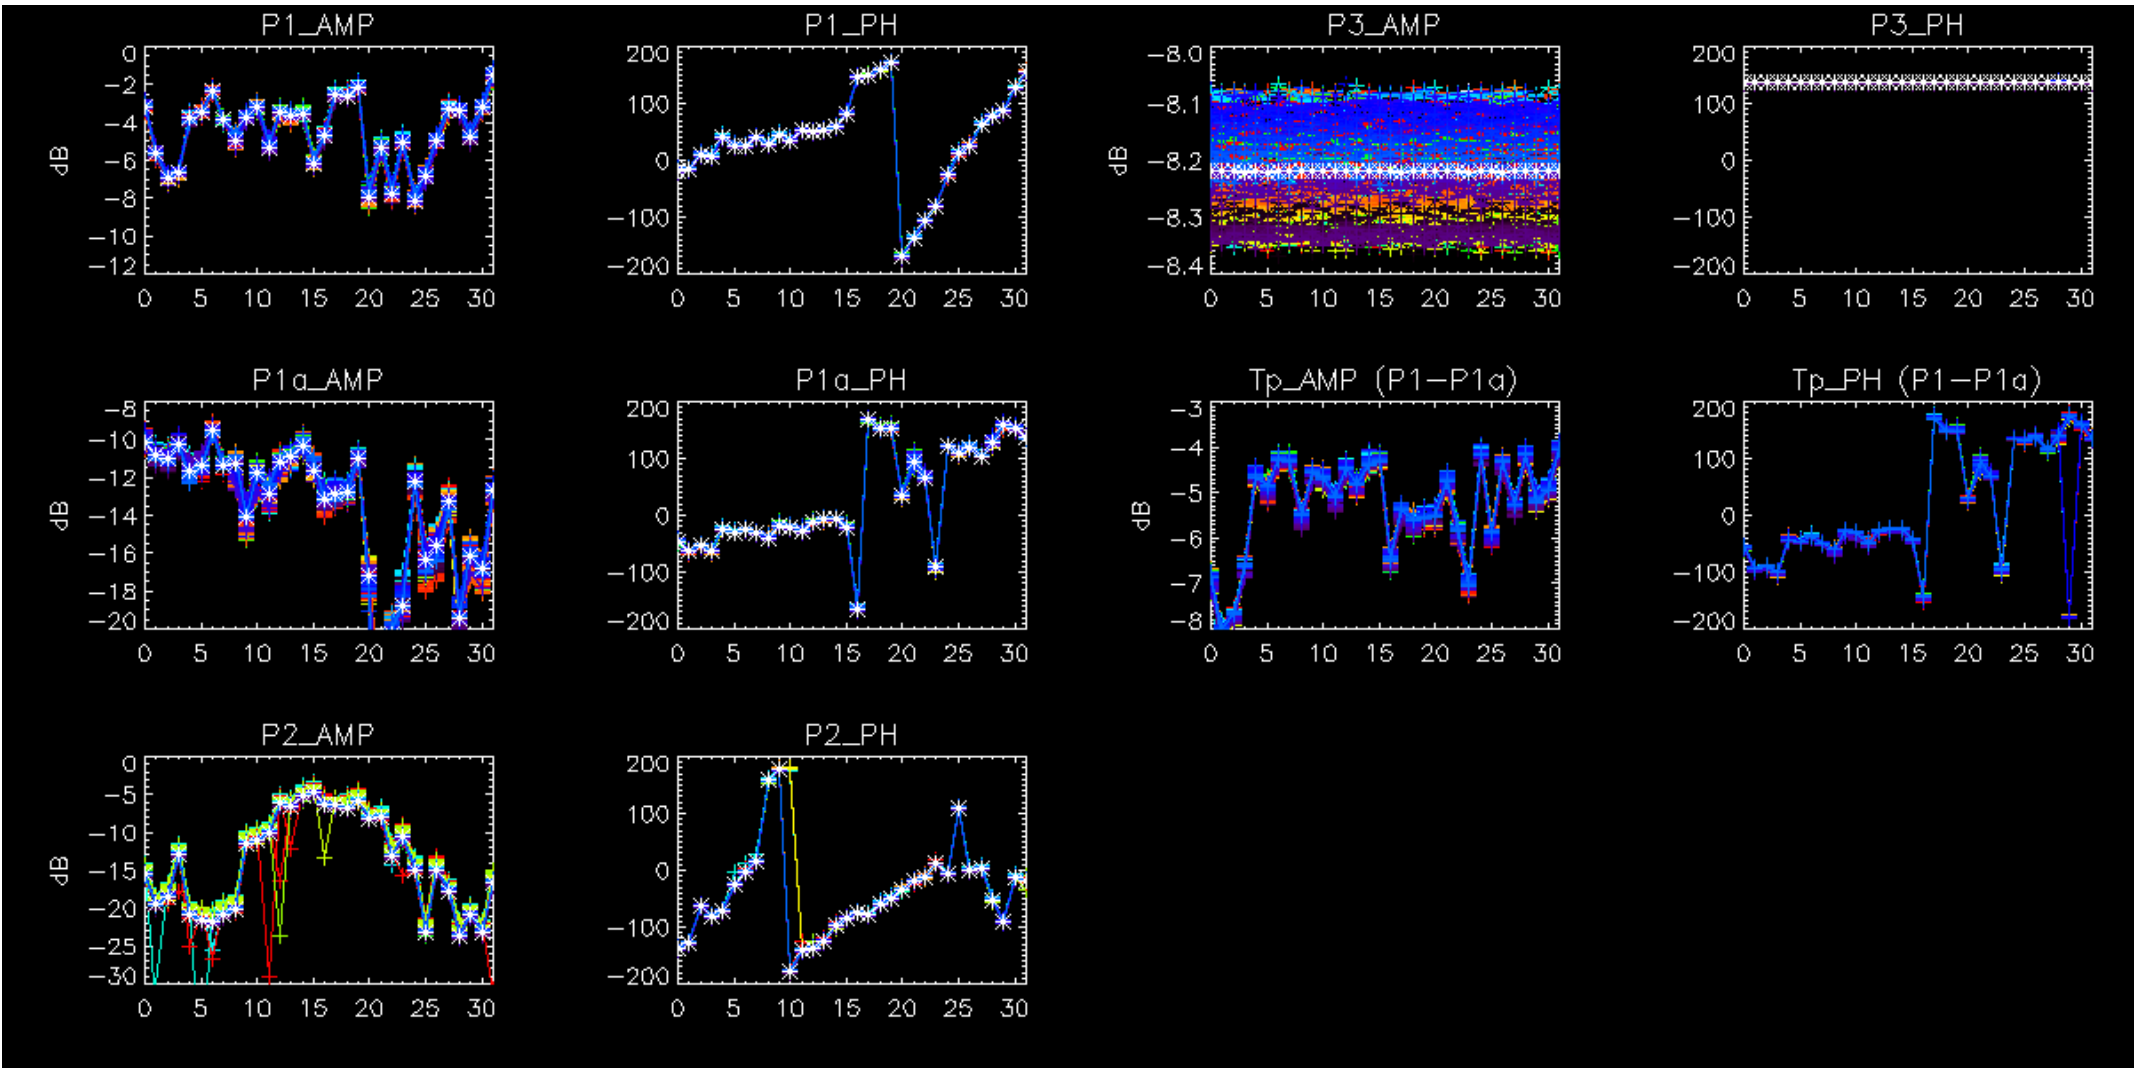 P1_AMP P1_PH P3_AMP P3_PH
0 200 -8.0 200
-2 100 -8.1 100
-4 0 -8.2 0
-6 -100 -8.3 -100
-8 -200 -8.4 -200
-10
-12
dB dB
0 5 10 15 20 25 30 0 5 10 15 20 25 30 0 5 10 15 20 25 30 0 5 10 15 20 25 30
P1a_AMP P1a_PH Tp_AMP (P1-P1a) Tp_PH (P1-P1a)
-8 200 -3 200
-10 100 -4 100
-12 0 -5 0
-14 -100 -6 -100
-16 -200 -7 -200
-18 -8
-20
dB dB
0 5 10 15 20 25 30 0 5 10 15 20 25 30 0 5 10 15 20 25 30 0 5 10 15 20 25 30
P2_AMP P2_PH
0 200
-5 100
-10 0
-15 -100
-20 -200
-25
-30
dB
0 5 10 15 20 25 30 0 5 10 15 20 25 30